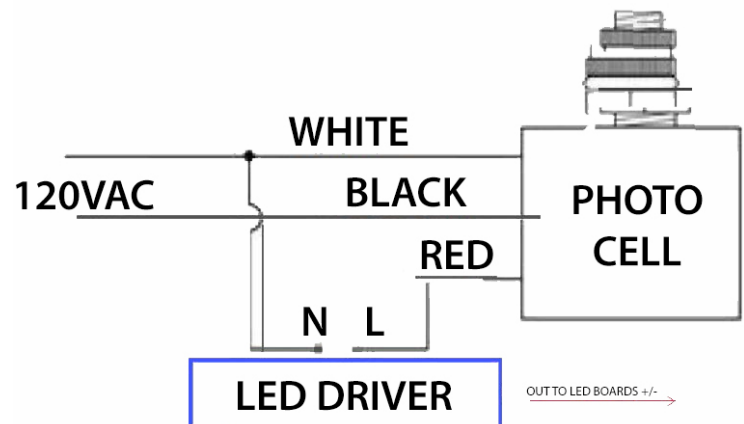 WHITE
120VAC
BLACK
PHOTO
CELL
RED
N L
LED DRIVER
OUT TO LED BOARDS +/-